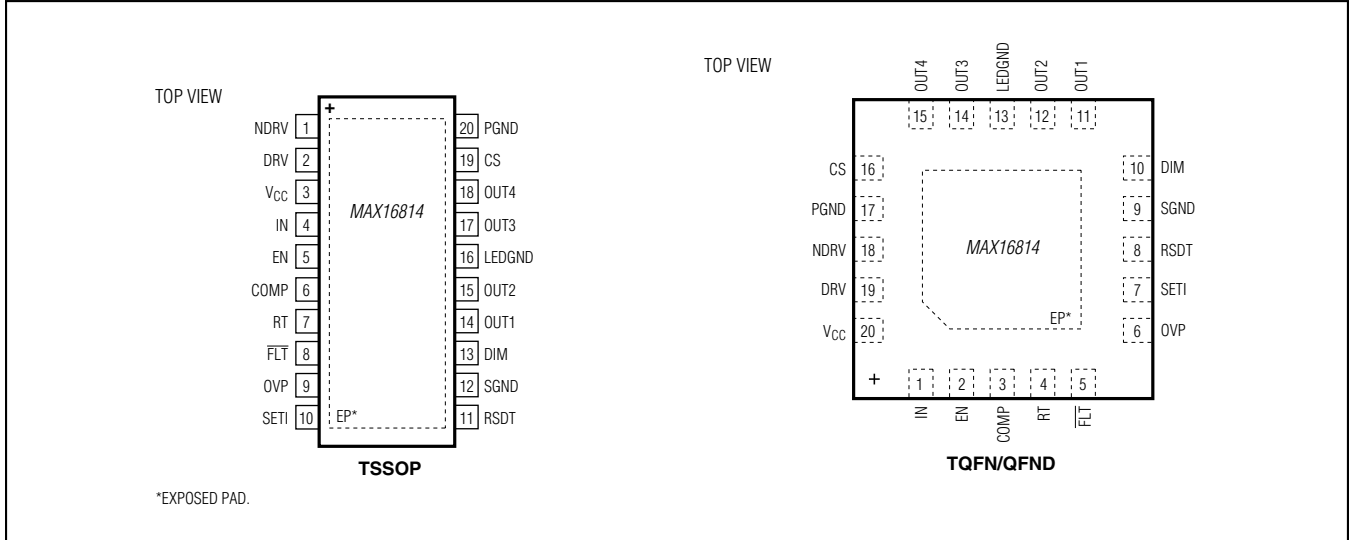 TOP VIEW
+
NDRV 1
DRV 2
VCC 3
IN 4
EN 5
COMP 6
RT 7
F̅L̅T̅ 8
OVP 9
SETI 10
MAX16814
EP*
20 PGND
19 CS
18 OUT4
17 OUT3
16 LEDGND
15 OUT2
14 OUT1
13 DIM
12 SGND
11 RSDT
TSSOP
*EXPOSED PAD.
TOP VIEW
OUT4
OUT3
LEDGND
OUT2
OUT1
15 14 13 12 11
CS 16
PGND 17
NDRV 18
DRV 19
VCC 20
MAX16814
EP*
10 DIM
9 SGND
8 RSDT
7 SETI
6 OVP
+
1 2 3 4 5
IN
EN
COMP
RT
F̅L̅T̅
TQFN/QFND